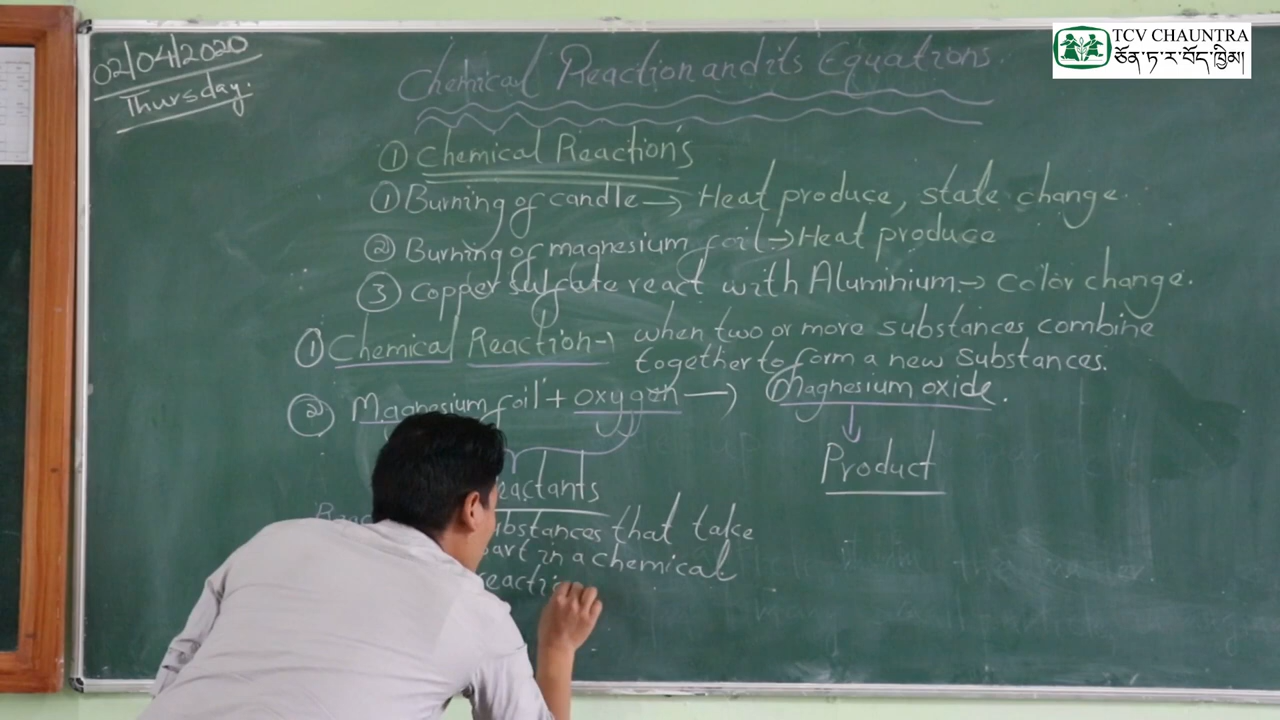 02/04/2020
Thursday.
TCV CHAUNTRA
ཅོན་ཏ་ར་བོད་ཁྱིམ།
Chemical Reaction and its Equations.
① Chemical Reactions
① Burning of candle → Heat produce, state change.
② Burning of magnesium foil → Heat produce
③ Copper sulfate react with Aluminium → Color change.
① Chemical Reaction → when two or more substances combine
together to form a new substances.
② Magnesium foil + oxygen → Magnesium oxide.
Product
eactants
ubstances that take
part in a chemical
reacti